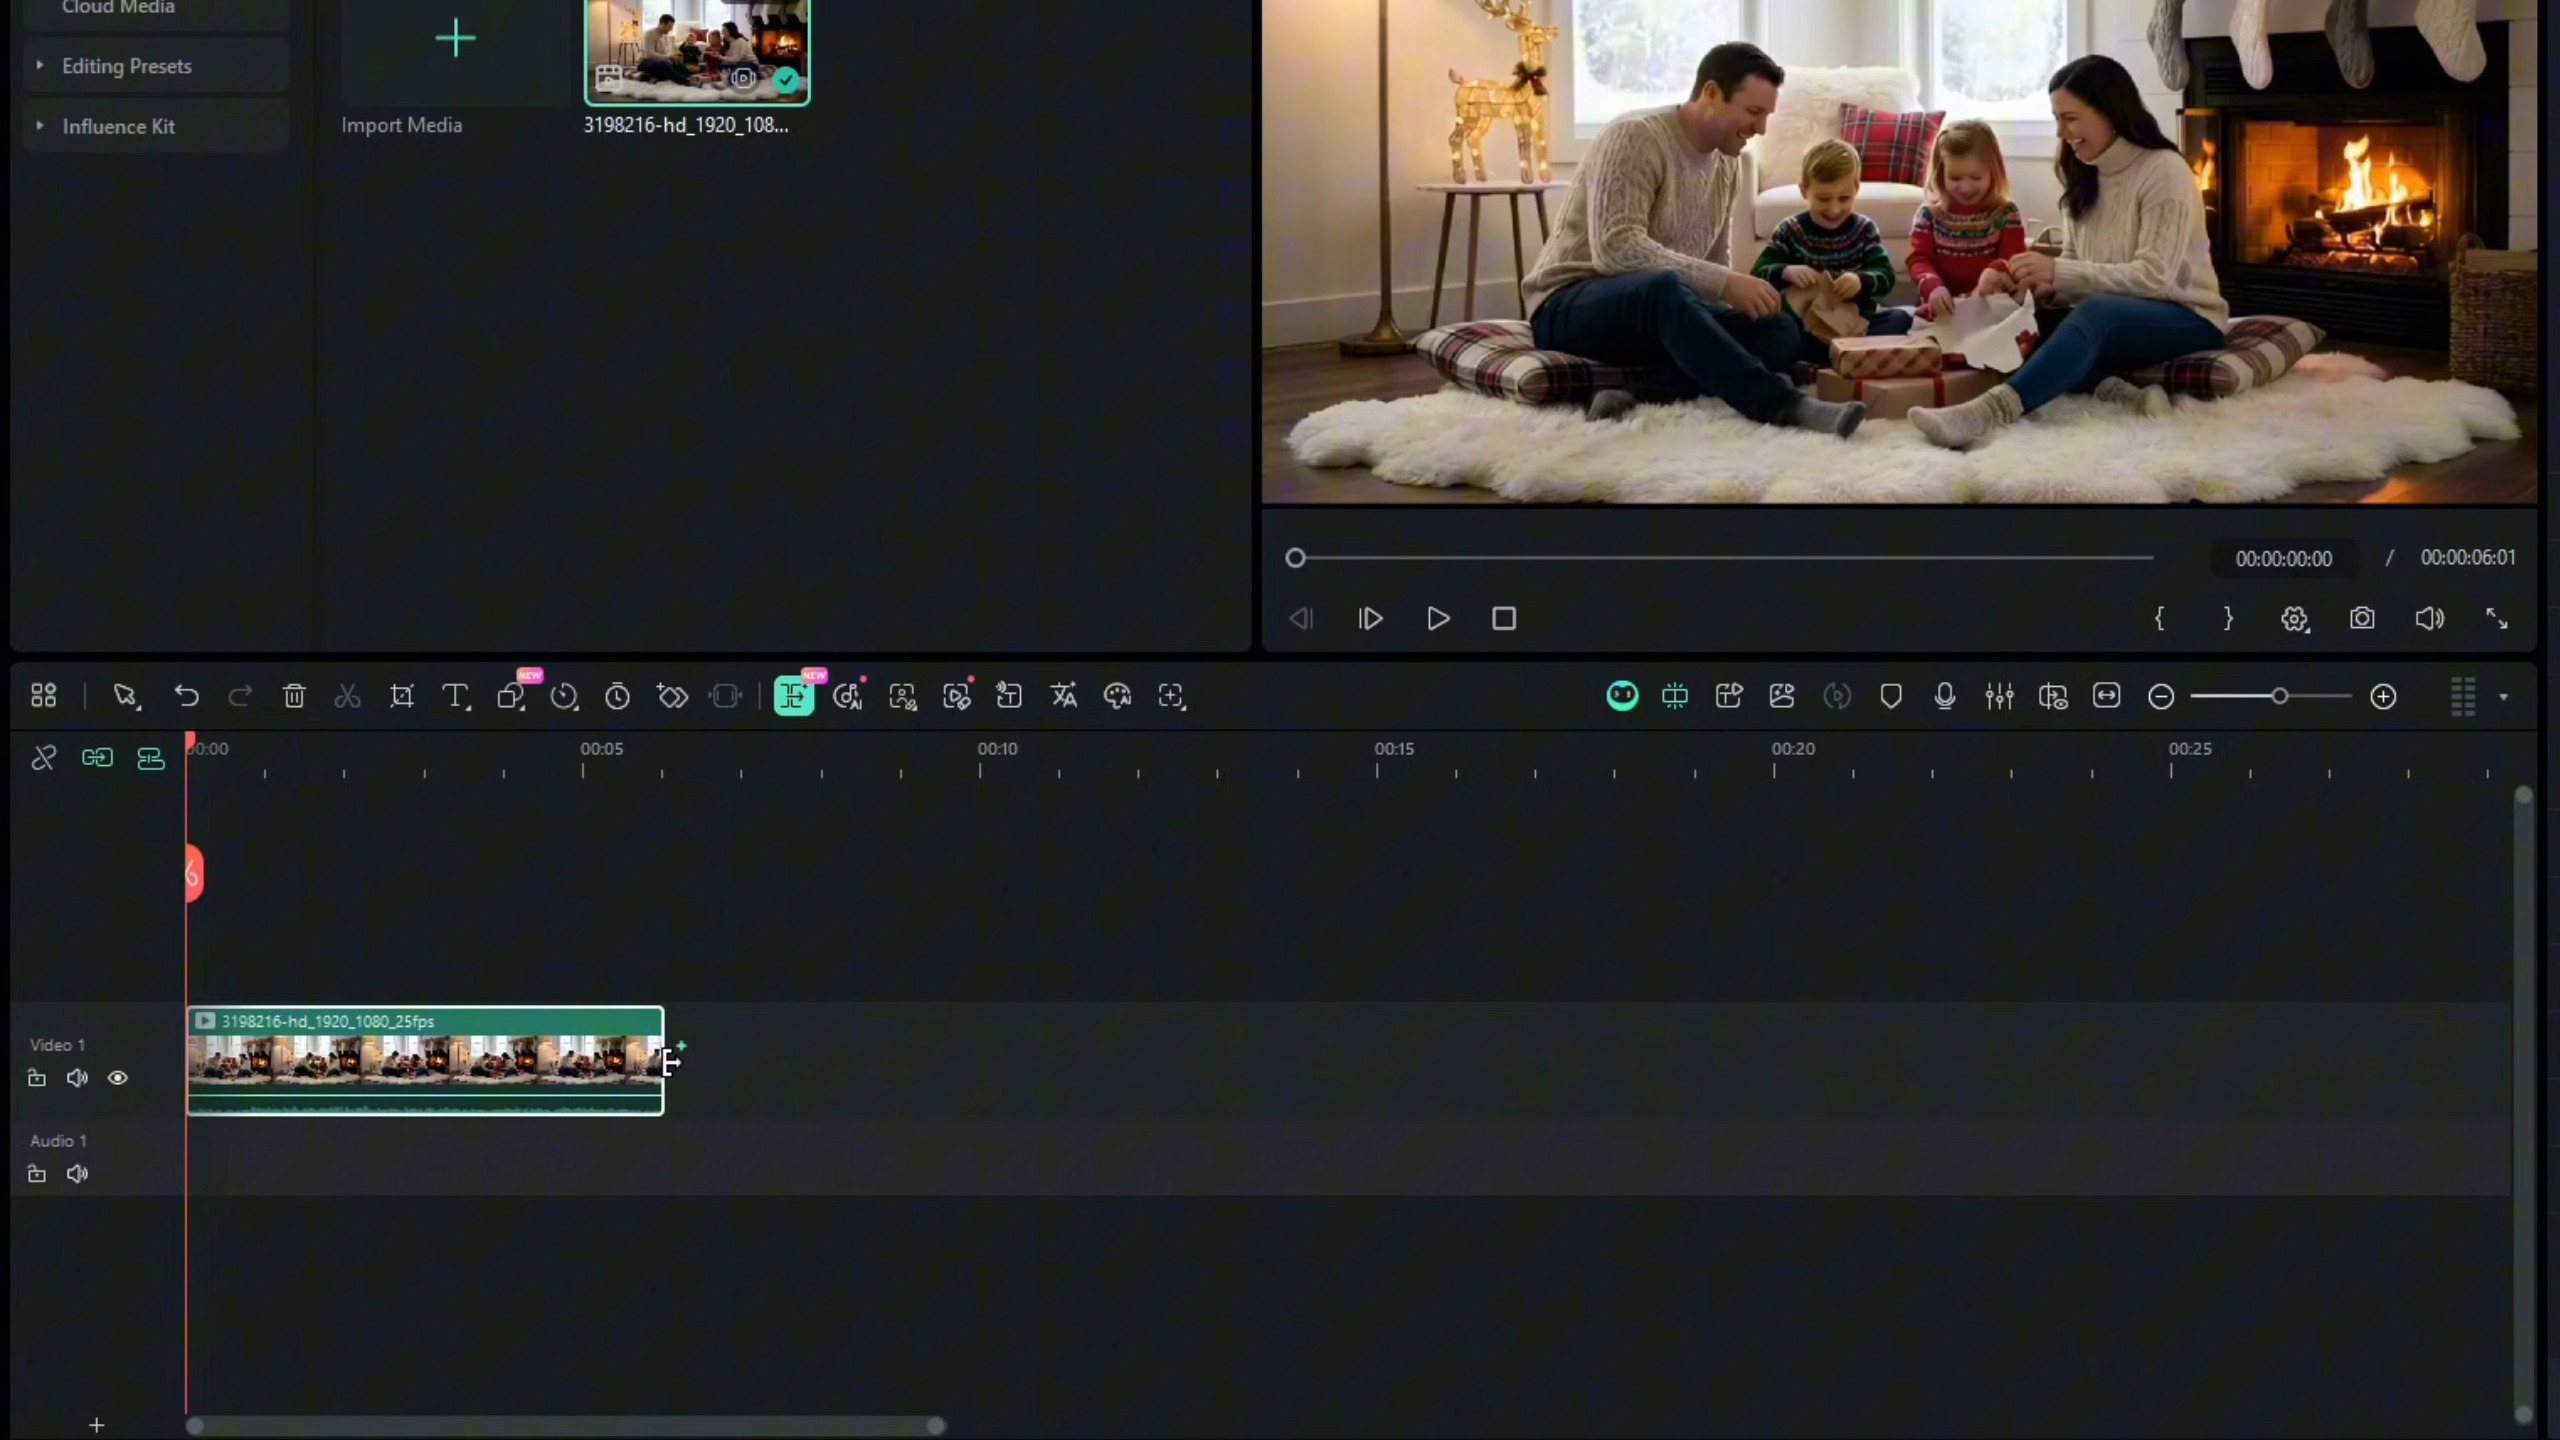 Cloud Media
Editing Presets
Influence Kit
Import Media
3198216-hd_1920_108...
00:00:00:00 / 00:00:06:01
NEW
NEW
00:00
00:05
00:10
00:15
00:20
00:25
3198216-hd_1920_1080_25fps
Video 1
Audio 1